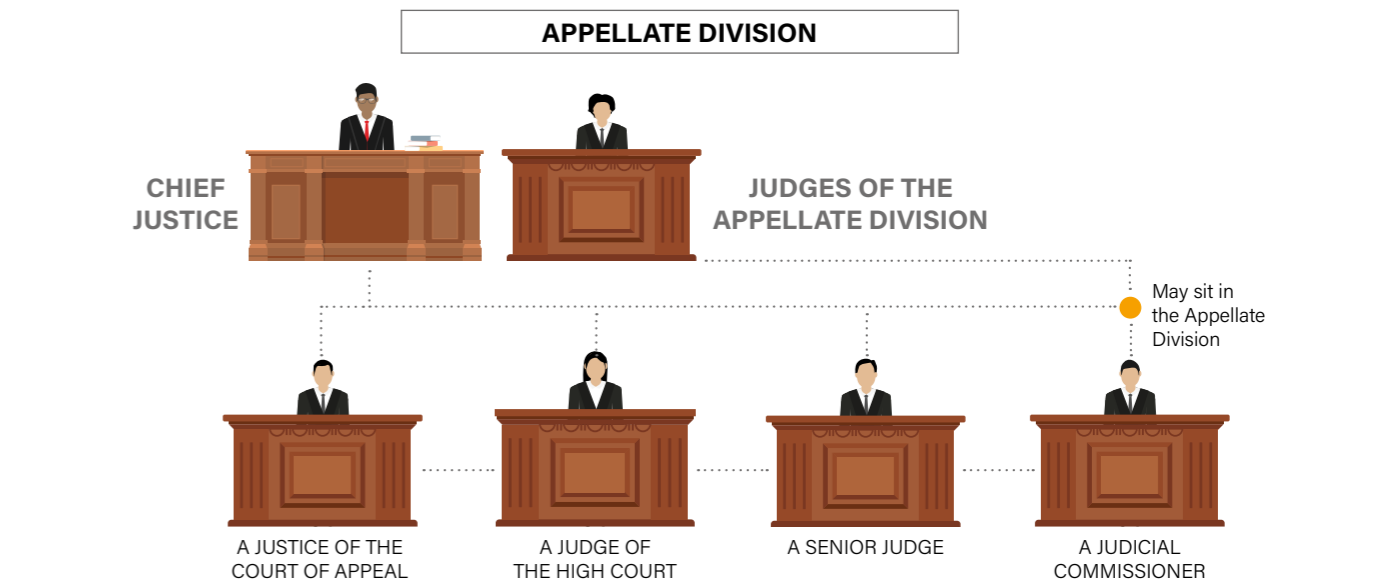 APPELLATE DIVISION
CHIEF
JUSTICE
JUDGES OF THE
APPELLATE DIVISION
May sit in
the Appellate
Division
A JUSTICE OF THE
COURT OF APPEAL
A JUDGE OF
THE HIGH COURT
A SENIOR JUDGE
A JUDICIAL
COMMISSIONER